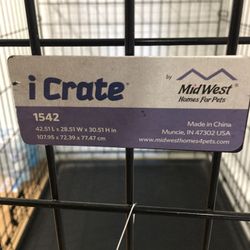 i Crate®
by MidWest®
Homes For Pets
1542
42.51 L x 28.51 W x 30.51 H in
107.95 x 72.39 x 77.47 cm
Made in China
Muncie, IN 47302 USA
www.midwesthomes4pets.com